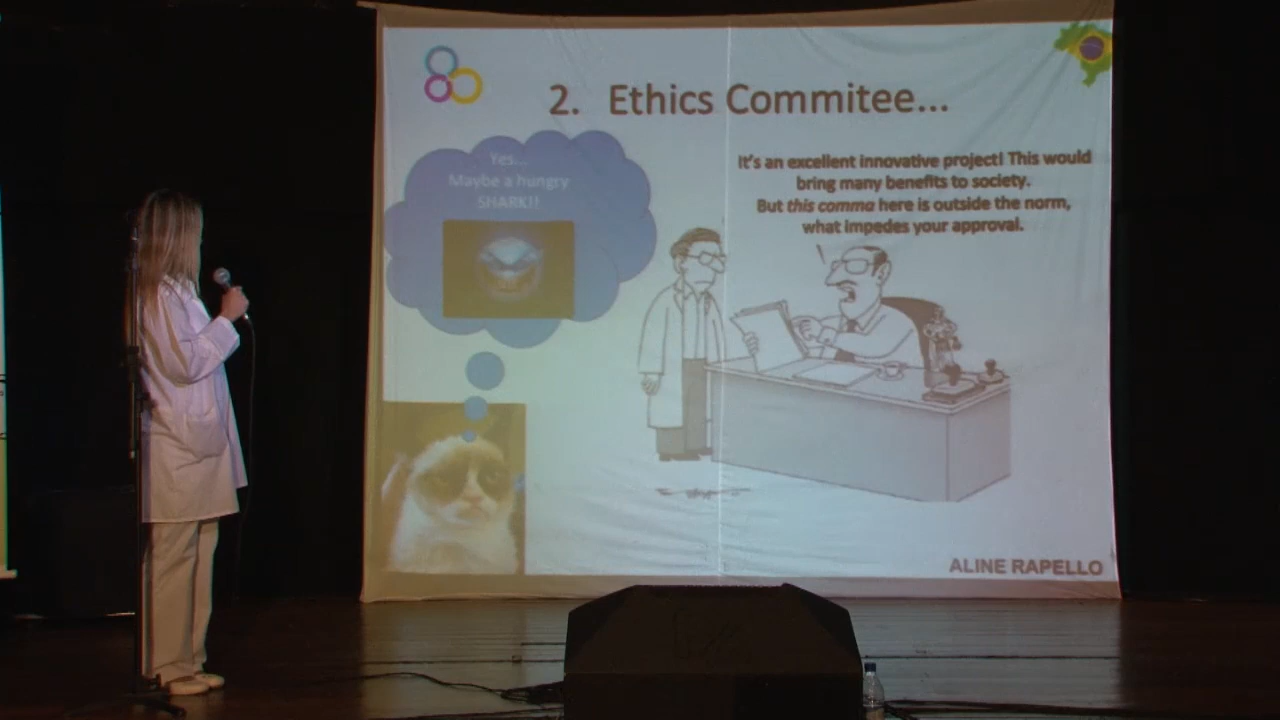 2. Ethics Commitee...
Yes...
Maybe a hungry
SHARK!!
It's an excellent innovative project! This would
bring many benefits to society.
But this comma here is outside the norm,
what impedes your approval.
ALINE RAPELLO